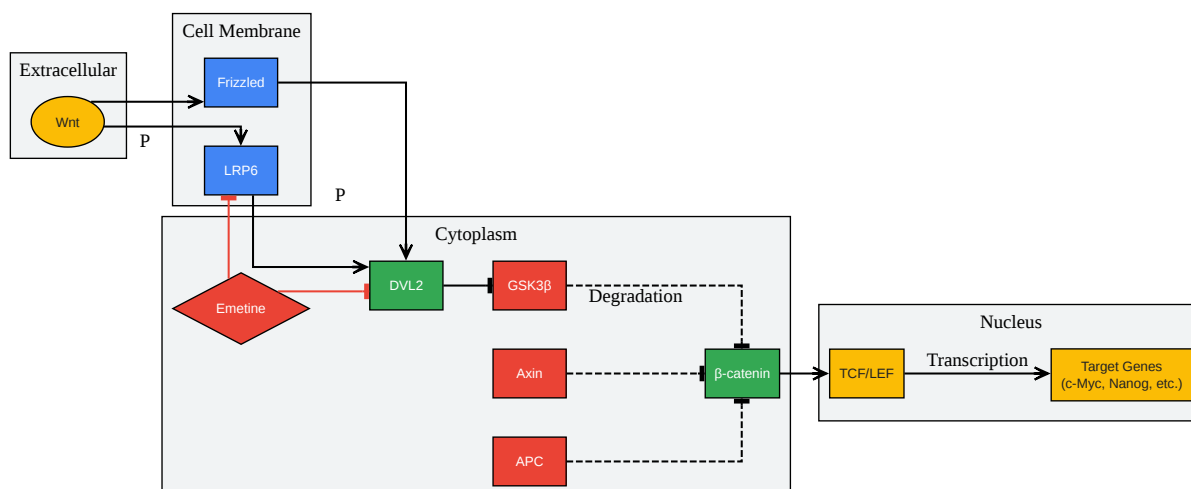 Cell Membrane
Extracellular
Frizzled
Wnt
P
LRP6
P
Cytoplasm
DVL2
GSK3β
Degradation
Emetine
Nucleus
Axin
β-catenin
TCF/LEF
Transcription
Target Genes
(c-Myc, Nanog, etc.)
APC